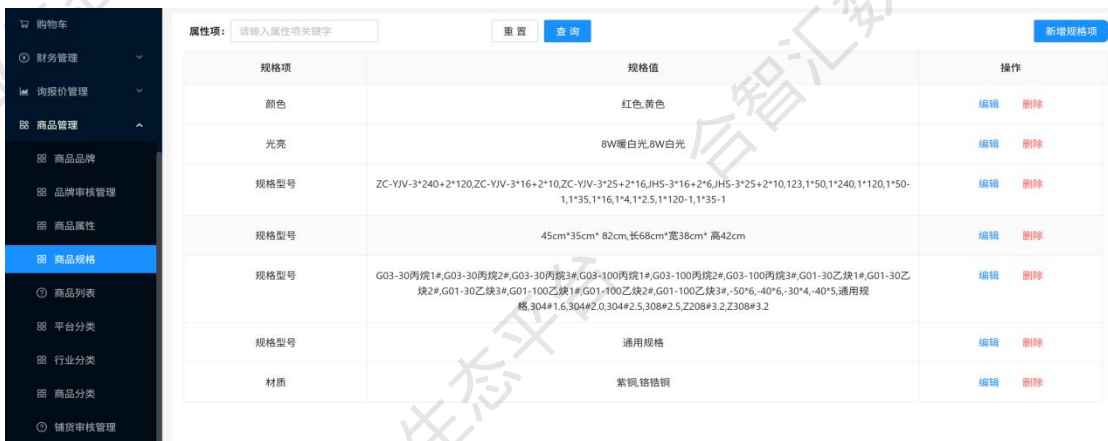 购物车
财务管理
询报价管理
商品管理
商品品牌
品牌审核管理
商品属性
商品规格
商品列表
平台分类
行业分类
商品分类
铺货审核管理
属性项: 请输入属性项关键字 重置 查询 新增规格项
规格项 规格值 操作
颜色 红色,黄色 编辑 删除
光亮 8W暖白光,8W白光 编辑 删除
规格型号 ZC-YJV-3*240+2*120,ZC-YJV-3*16+2*10,ZC-YJV-3*25+2*16,JHS-3*16+2*6,JHS-3*25+2*10,123,1*50,1*240,1*120,1*50- 编辑 删除
1,1*35,1*16,1*4,1*2.5,1*120-1,1*35-1
规格型号 45cm*35cm* 82cm,长68cm*宽38cm* 高42cm 编辑 删除
规格型号 G03-30丙烷1#,G03-30丙烷2#,G03-30丙烷3#,G03-100丙烷1#,G03-100丙烷2#,G03-100丙烷3#,G01-30乙炔1#,G01-30乙 编辑 删除
炔2#,G01-30乙炔3#,G01-100乙炔1#,G01-100乙炔2#,G01-100乙炔3#,-50*6,-40*6,-30*4,-40*5,通用规
格,304#1.6,304#2.0,304#2.5,308#2.5,Z208#3.2,Z308#3.2
规格型号 通用规格 编辑 删除
材质 紫铜,铬锆铜 编辑 删除
合智汇
生态平台